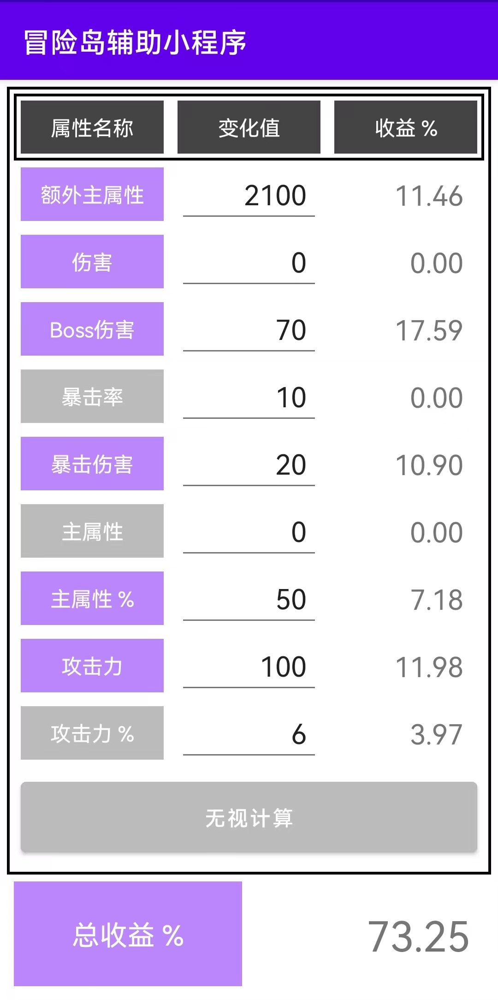 冒险岛辅助小程序
属性名称 变化值 收益 %
额外主属性 2100 11.46
伤害 0 0.00
Boss伤害 70 17.59
暴击率 10 0.00
暴击伤害 20 10.90
主属性 0 0.00
主属性 % 50 7.18
攻击力 100 11.98
攻击力 % 6 3.97
无视计算
总收益 % 73.25